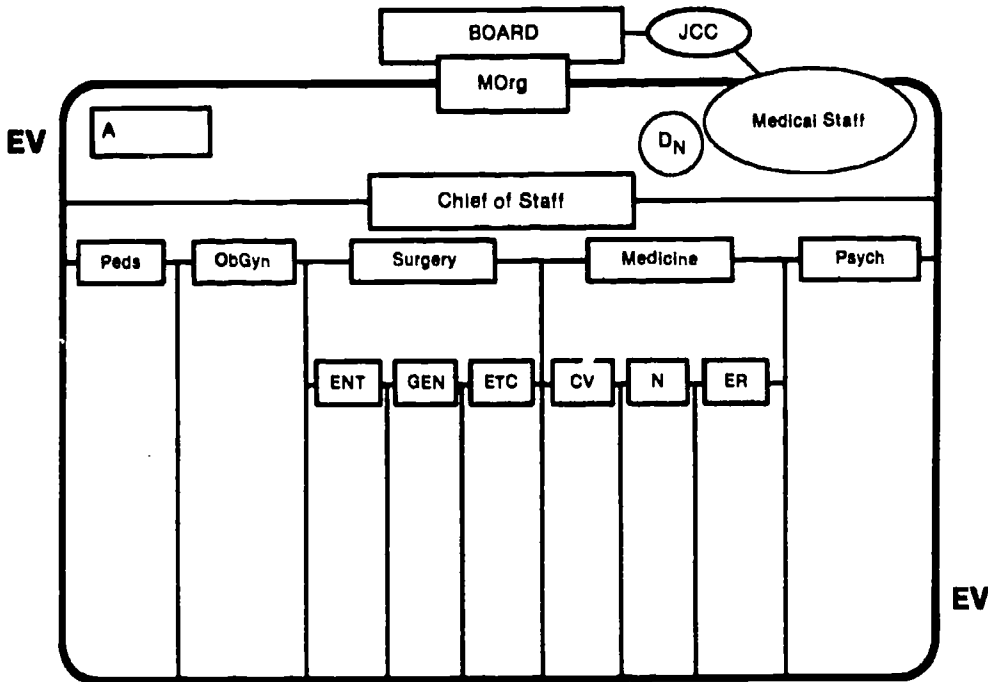 BOARD
JCC
MOrg
Medical Staff
EV
A
DN
Chief of Staff
Peds
ObGyn
Surgery
Medicine
Psych
ENT
GEN
ETC
CV
N
ER
EV